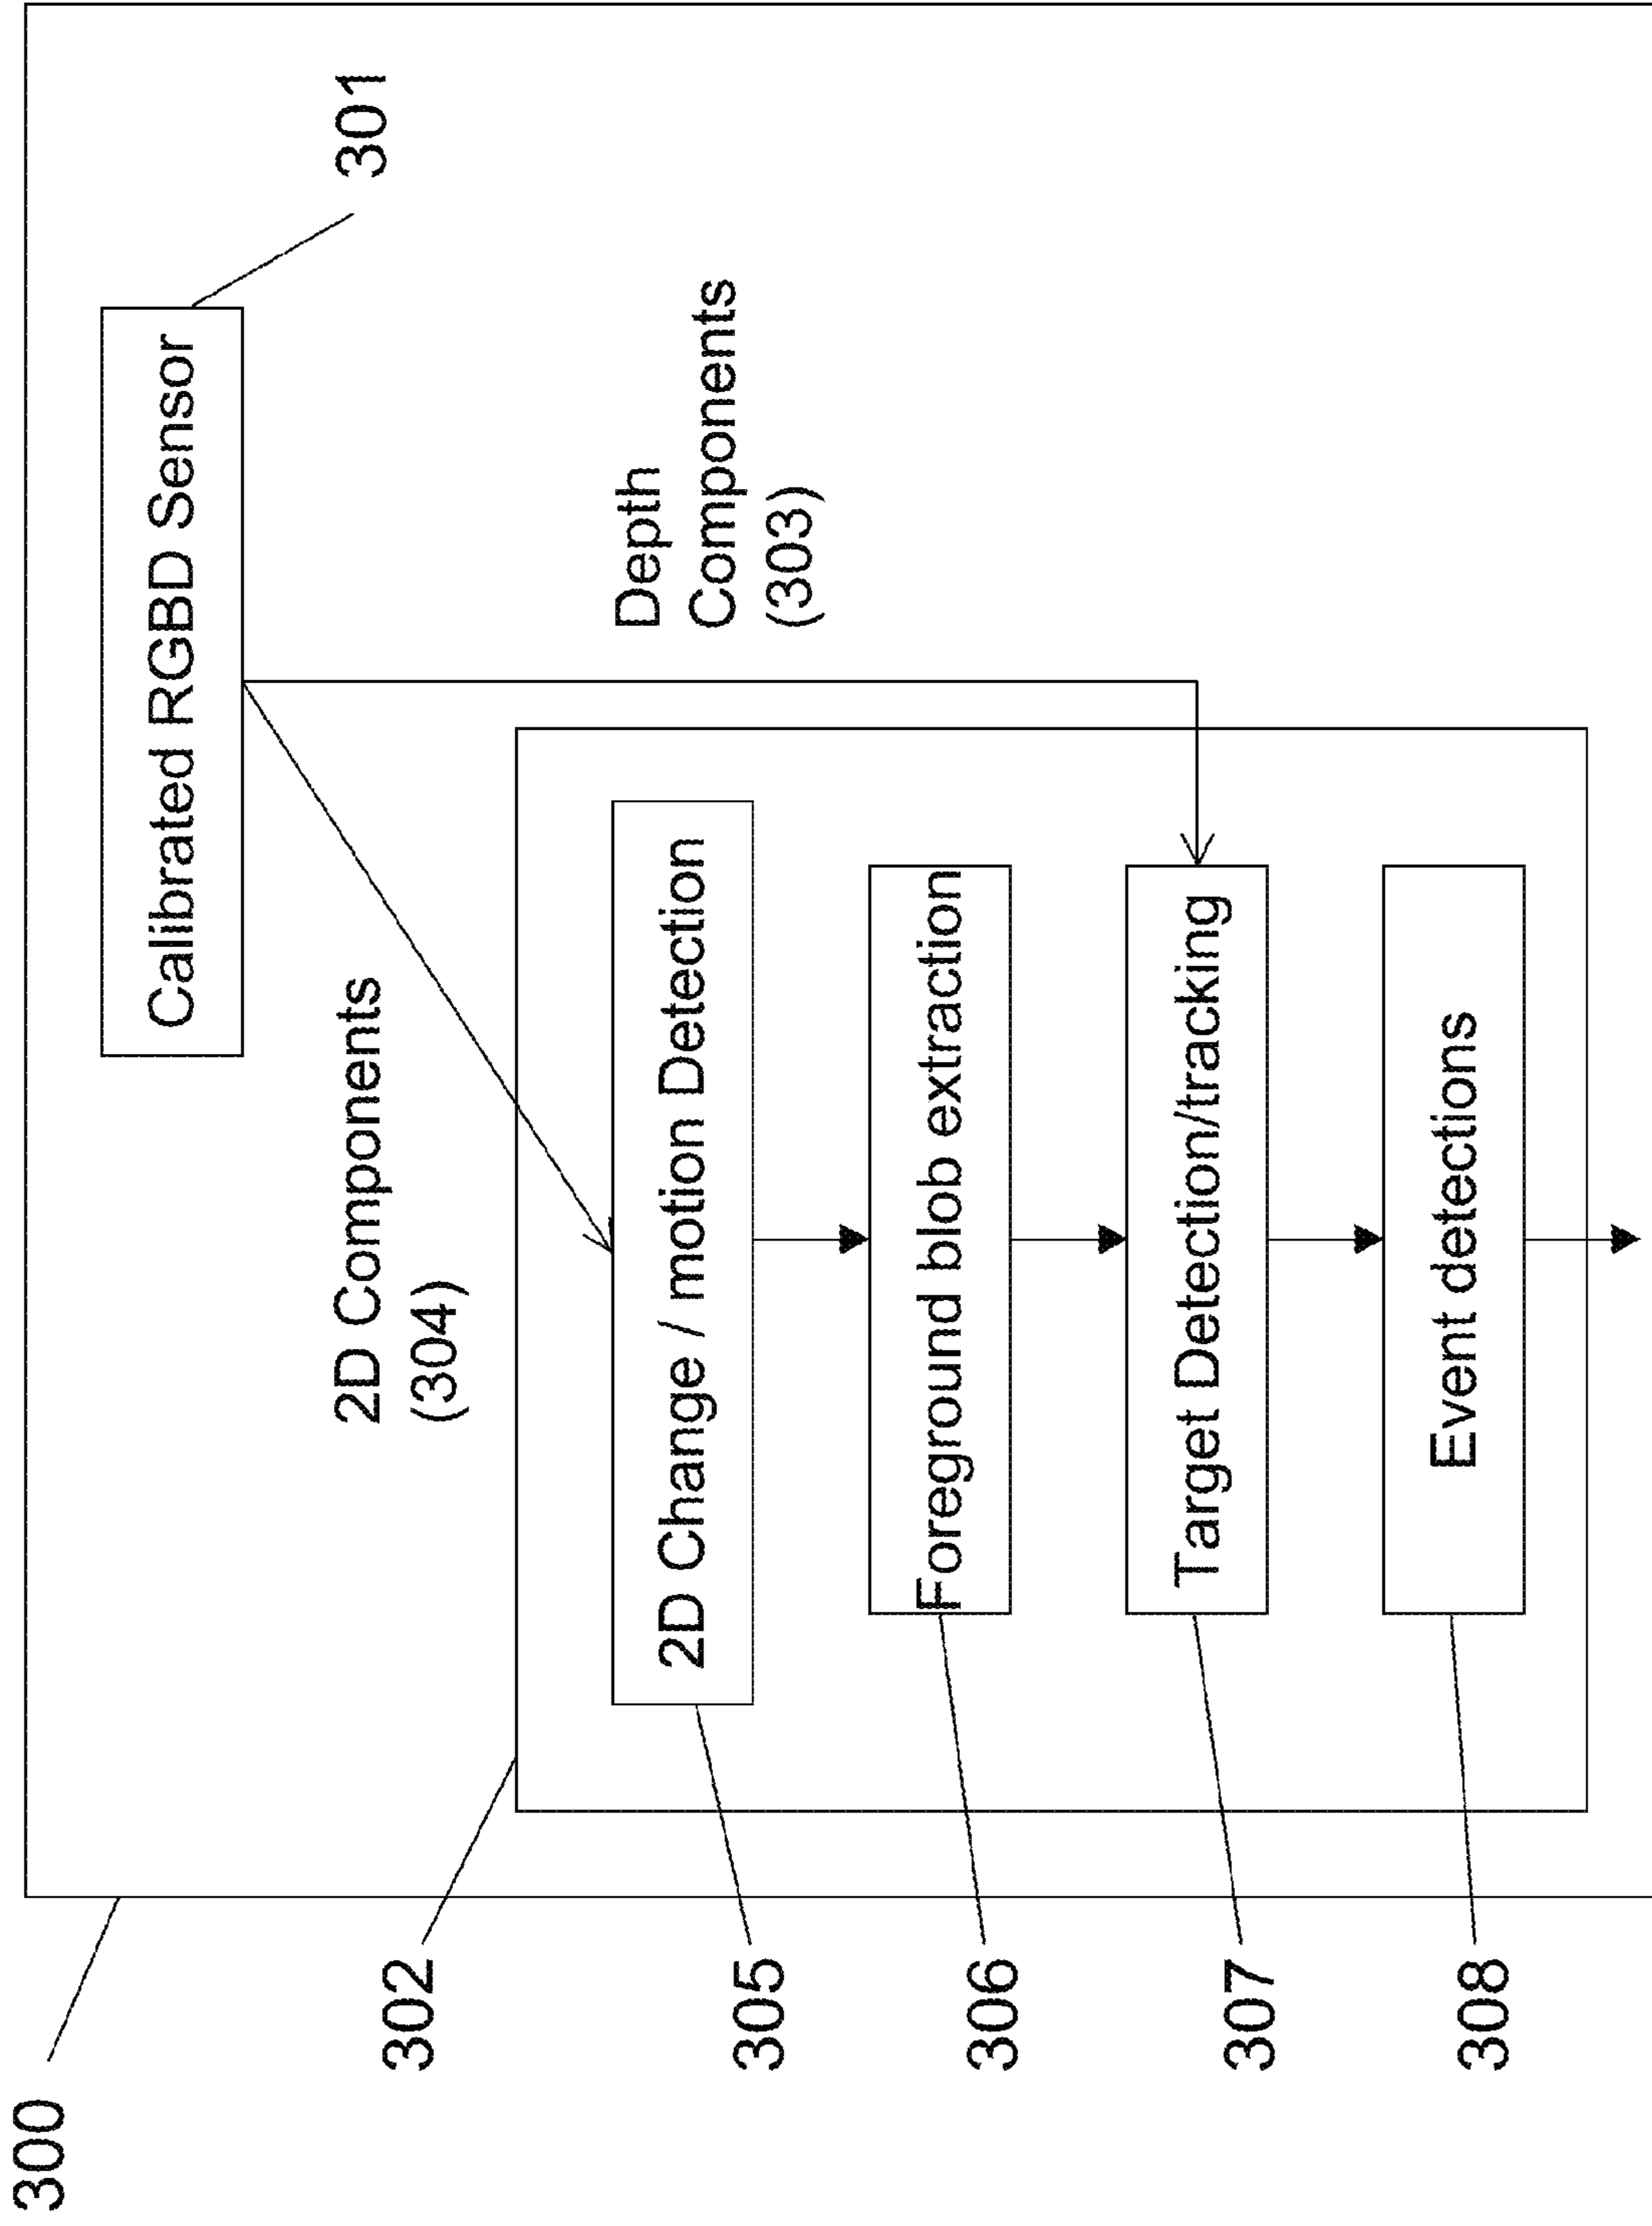 300
Calibrated RGBD Sensor
301
2D Components
(304)
Depth
Components
(303)
302
2D Change / motion Detection
305
Foreground blob extraction
306
Target Detection/tracking
307
Event detections
308